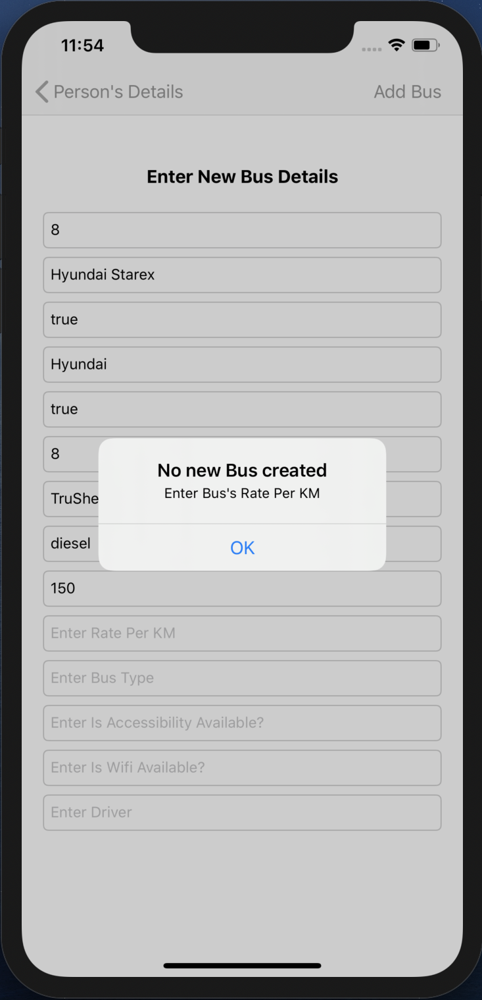 11:54
Person's Details
Add Bus
Enter New Bus Details
8
Hyundai Starex
true
Hyundai
true
8
TruShe
diesel
150
No new Bus created
Enter Bus's Rate Per KM
OK
Enter Rate Per KM
Enter Bus Type
Enter Is Accessibility Available?
Enter Is Wifi Available?
Enter Driver